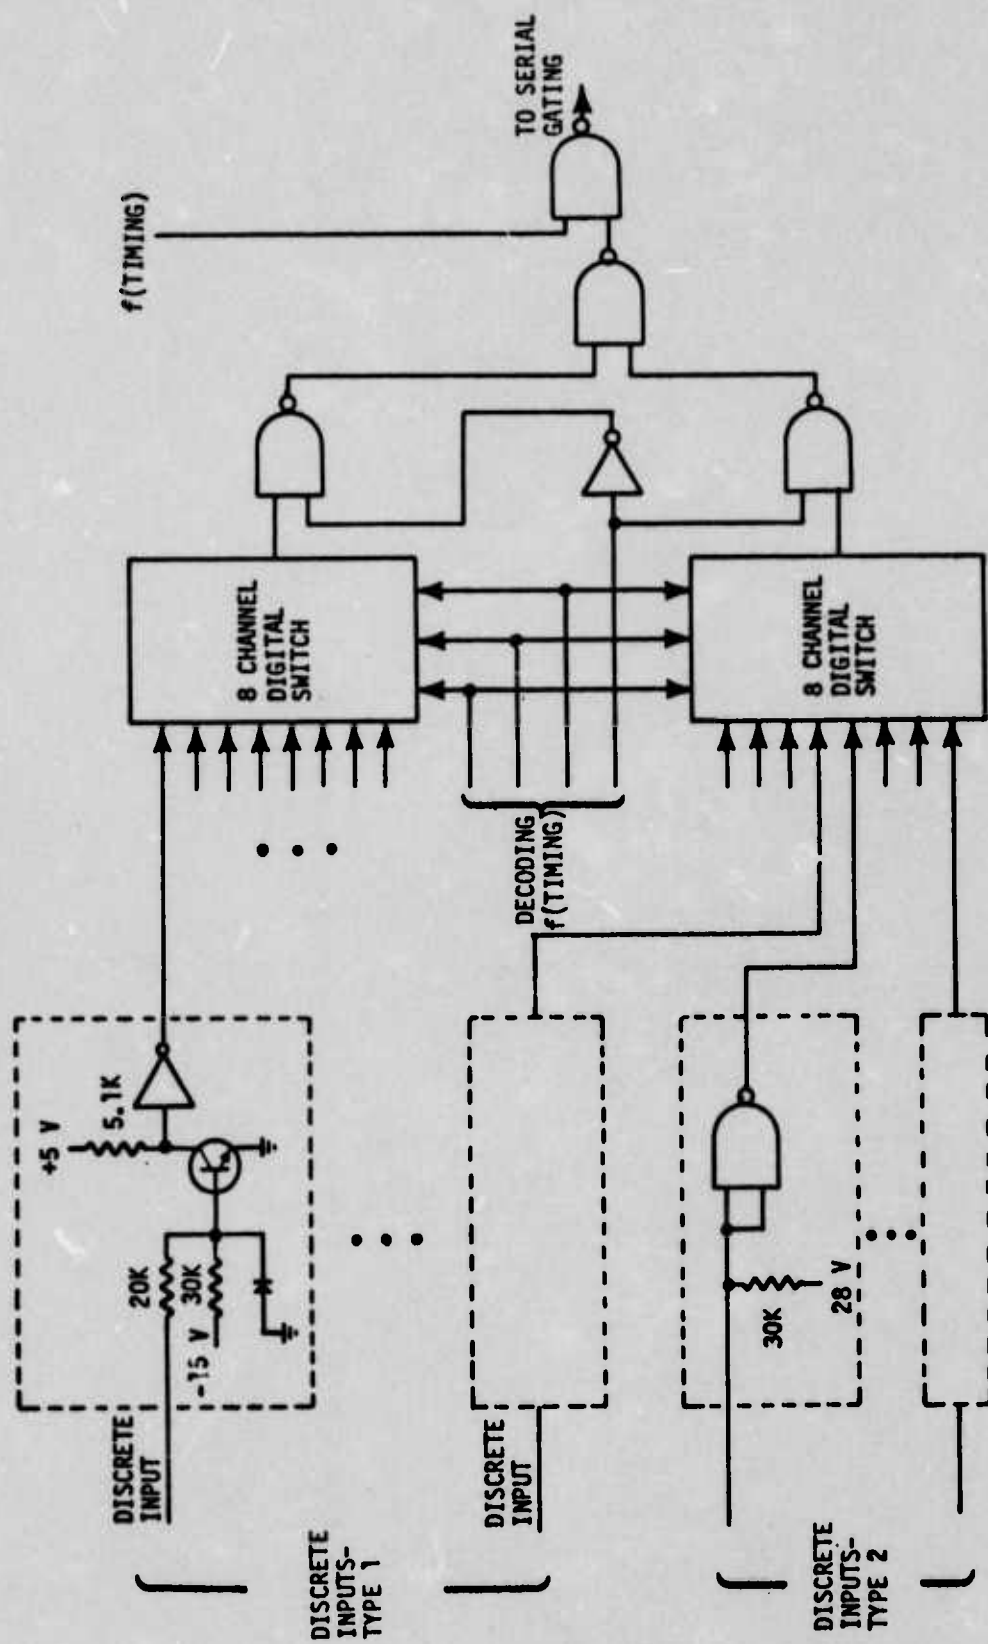 DISCRETE
INPUTS-
TYPE 1
DISCRETE
INPUT
20K
-15 V
30K
+5 V
5.1K
DISCRETE
INPUT
DISCRETE
INPUTS-
TYPE 2
30K
28 V
8 CHANNEL
DIGITAL
SWITCH
DECODING
f(TIMING)
8 CHANNEL
DIGITAL
SWITCH
f(TIMING)
TO SERIAL
GATING